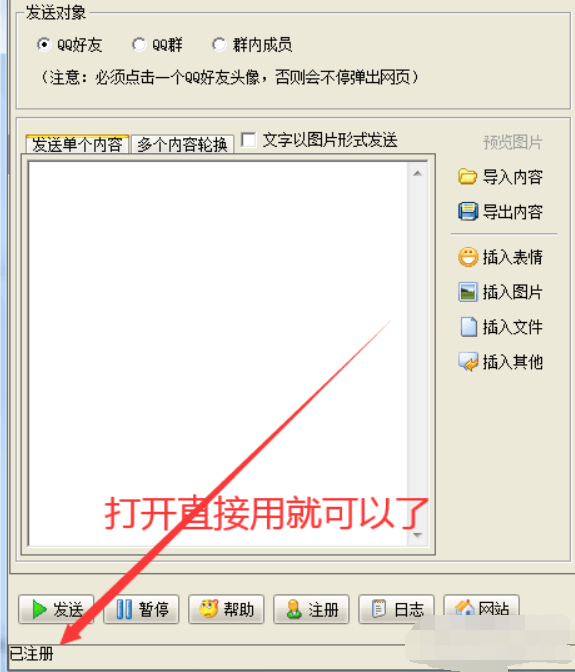 发送对象
QQ好友 QQ群 群内成员
（注意：必须点击一个QQ好友头像，否则会不停弹出网页）
发送单个内容 多个内容轮换 文字以图片形式发送
预览图片
导入内容
导出内容
插入表情
插入图片
插入文件
插入其他
打开直接用就可以了
发送 暂停 帮助 注册 日志 网站
已注册